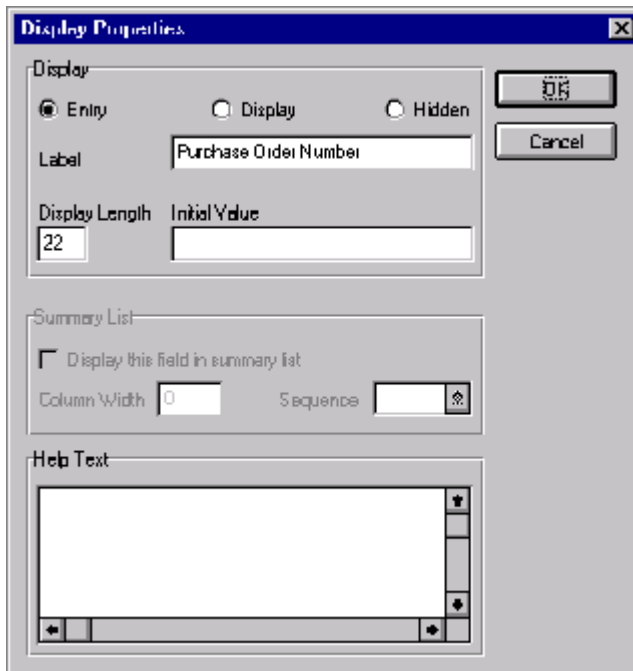 Display Properties
Display
Entry Display Hidden
OK
Label Purchase Order Number
Cancel
Display Length Initial Value
22
Summary List
Display this field in summary list
Column Width 0 Sequence
Help Text